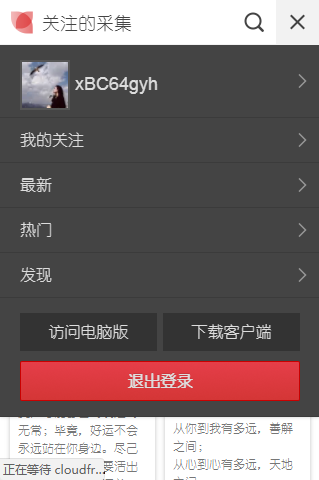 关注的采集
xBC64gyh
我的关注
最新
热门
发现
访问电脑版
下载客户端
退出登录
无常；毕竟，好运不会
永远站在你身边。尽己
要活出
从你到我有多远，善解
之间；
从心到心有多远，天地
正在等待 cloudfr...